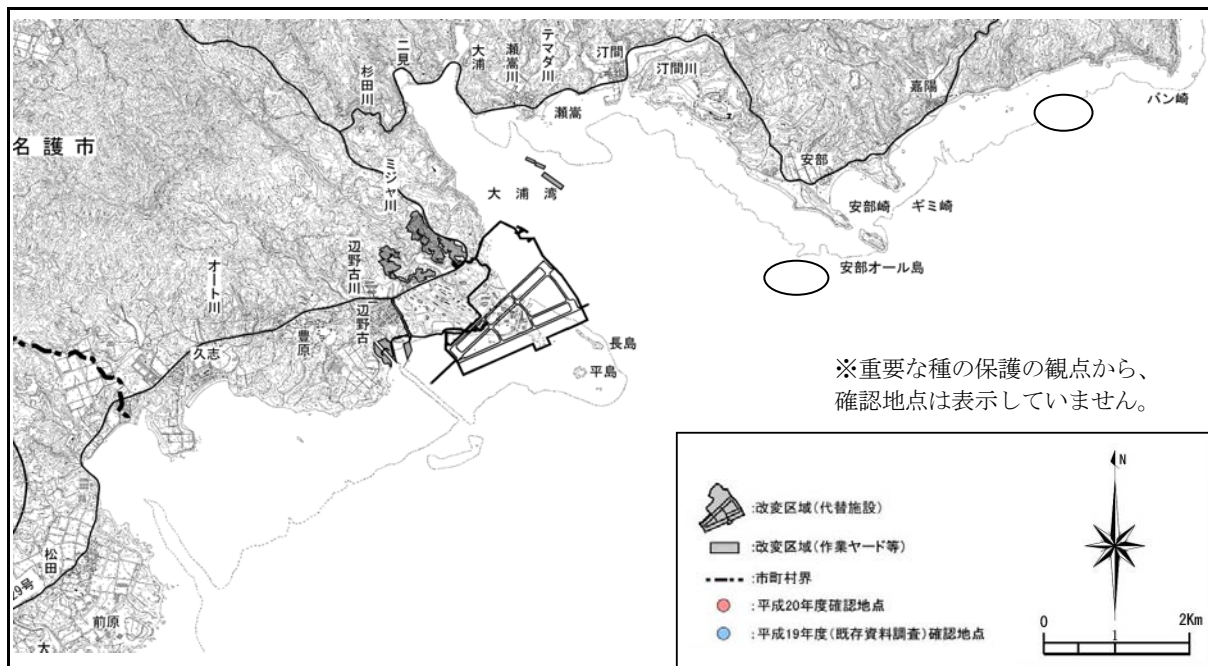 名護市
杉田川
二見
大浦
瀬嵩川
テマダ川
汀間
汀間川
瀬嵩
嘉陽
バン崎
安部
安部崎
ギミ崎
安部オール島
大浦湾
ミジャ川
辺野古川
辺野古
オート川
豊原
久志
長島
平島
松田
前原
※重要な種の保護の観点から、
確認地点は表示していません。
:改変区域(代替施設)
:改変区域(作業ヤード等)
:市町村界
:平成20年度確認地点
:平成19年度(既存資料調査)確認地点
N
0 1 2Km